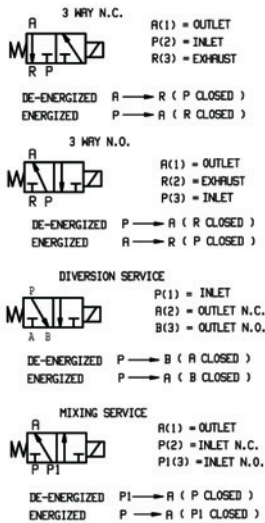 3 WAY N.C.
A
R P
A(1) = OUTLET
P(2) = INLET
R(3) = EXHAUST
DE-ENERGIZED A → R ( P CLOSED )
ENERGIZED P → A ( R CLOSED )
3 WAY N.O.
A
R P
A(1) = OUTLET
R(2) = EXHAUST
P(3) = INLET
DE-ENERGIZED P → A ( R CLOSED )
ENERGIZED A → R ( P CLOSED )
DIVERSION SERVICE
P
A B
P(1) = INLET
A(2) = OUTLET N.C.
B(3) = OUTLET N.O.
DE-ENERGIZED P → B ( A CLOSED )
ENERGIZED P → A ( B CLOSED )
MIXING SERVICE
A
P P1
A(1) = OUTLET
P(2) = INLET N.C.
P1(3) = INLET N.O.
DE-ENERGIZED P1 → A ( P CLOSED )
ENERGIZED P → A ( P1 CLOSED )